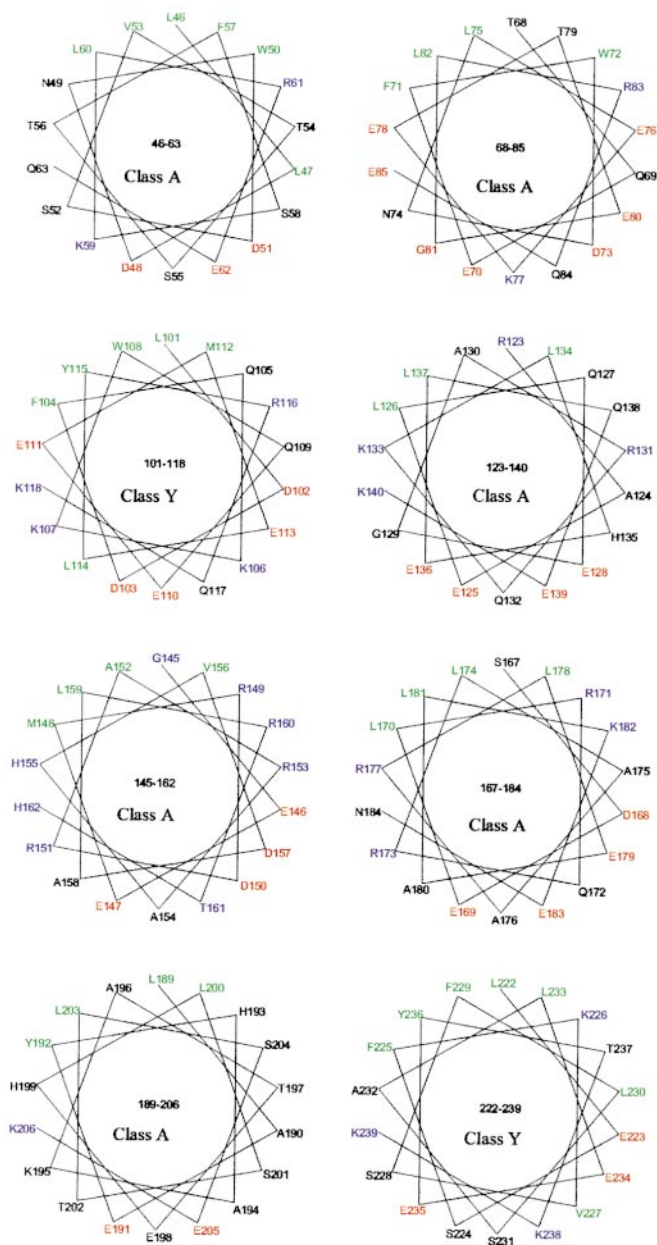 L46
V53 F57
L60 W50
N49 R61
T56 T54
46-63
Q63 Class A L47
S52 S58
K59 D51
D48 S55 E62
T68
L75 T79
L82 W72
F71 R83
E78 E76
68-85
E85 Class A Q69
N74 E80
G81 D73
E70 K77 Q84
L101
W108 M112
Y115 Q105
F104 R116
E111 Q109
101-118
K118 Class Y D102
K107 E113
L114 K106
D103 E110 Q117
R123
A130 L134
L137 Q127
L126 Q138
K133 R131
123-140
K140 Class A A124
G129 H135
E136 E128
E125 Q132 E139
G145
A152 V156
L159 R149
M148 R160
H155 R153
145-162
H162 Class A E146
R151 D157
A158 D150
E147 A154 T161
S167
L174 L178
L181 R171
L170 K182
R177 A175
167-184
N184 Class A D168
R173 E179
A180 Q172
E169 A176 E183
L189
A196 L200
L203 H193
Y192 S204
H199 T197
189-206
K206 Class A A190
K195 S201
T202 A194
E191 E198 E205
L222
F229 L233
Y236 K226
F225 T237
A232 L230
222-239
K239 Class Y E223
S228 E234
E235 V227
S224 S231 K238